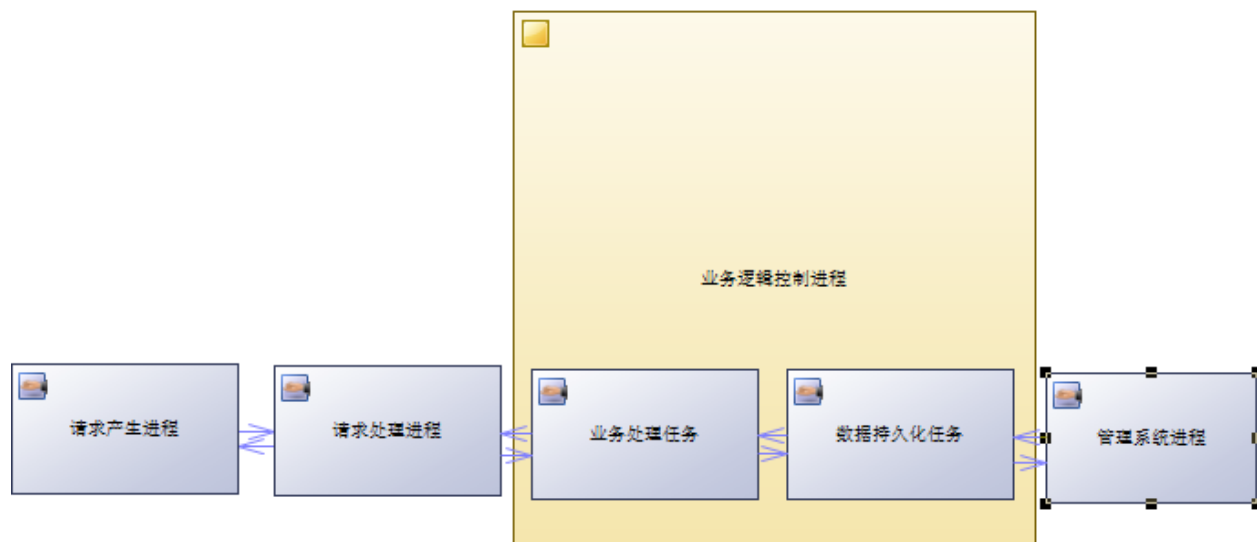 业务逻辑控制进程
请求产生进程
请求处理进程
业务处理任务
数据持久化任务
管理系统进程